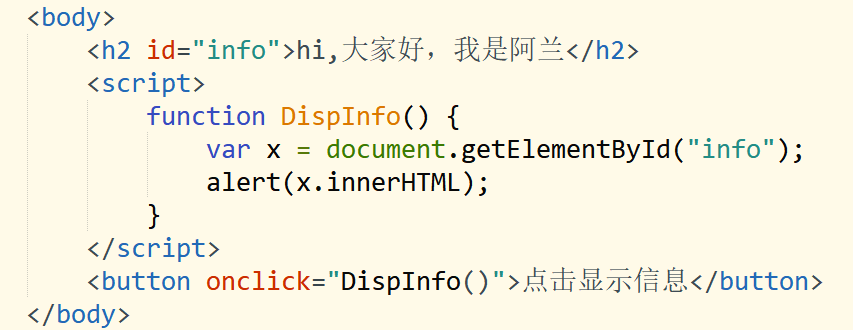 <body>
<h2 id="info">hi,大家好，我是阿兰</h2>
<script>
function DispInfo() {
var x = document.getElementById("info");
alert(x.innerHTML);
}
</script>
<button onclick="DispInfo()">点击显示信息</button>
</body>